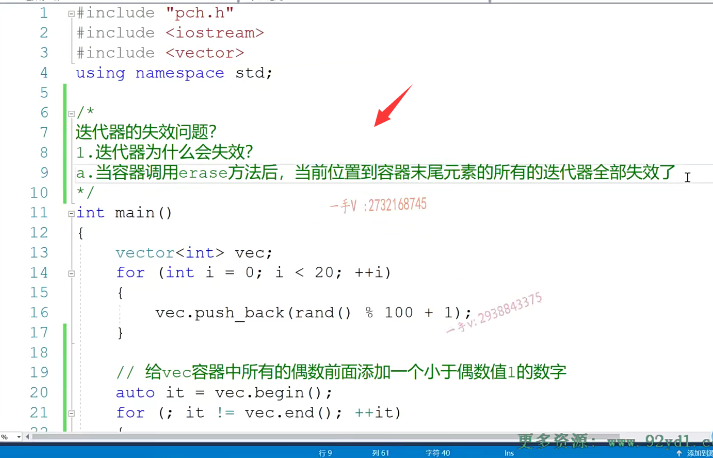 1 #include "pch.h"
2 #include <iostream>
3 #include <vector>
4 using namespace std;
5
6 /*
7 迭代器的失效问题？
8 1.迭代器为什么会失效？
9 a.当容器调用erase方法后，当前位置到容器末尾元素的所有的迭代器全部失效了
10 */
一手V :2732168745
11 int main()
12 {
13 vector<int> vec;
14 for (int i = 0; i < 20; ++i)
15 {
16 vec.push_back(rand() % 100 + 1);
一手v: 2938843375
17 }
18
19 // 给vec容器中所有的偶数前面添加一个小于偶数值1的数字
20 auto it = vec.begin();
21 for (; it != vec.end(); ++it)
22 {
%
更多资源: www.92xdl.c
行 9 列 61 字符 40 Ins 添加到